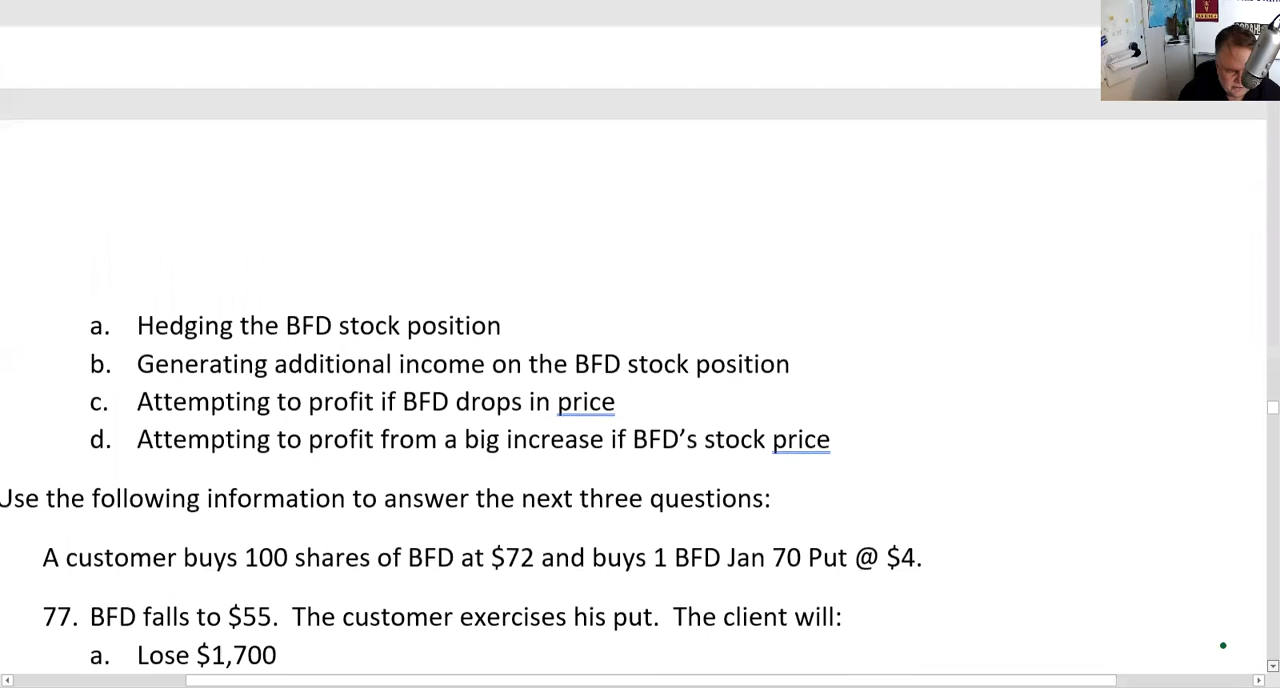 a. Hedging the BFD stock position
b. Generating additional income on the BFD stock position
c. Attempting to profit if BFD drops in price
d. Attempting to profit from a big increase if BFD’s stock price
Use the following information to answer the next three questions:
A customer buys 100 shares of BFD at $72 and buys 1 BFD Jan 70 Put @ $4.
77. BFD falls to $55. The customer exercises his put. The client will:
a. Lose $1,700